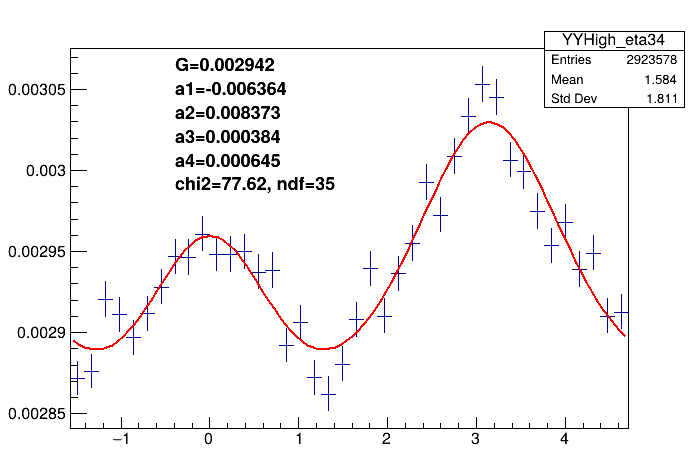 YYHigh_eta34
Entries 2923578
Mean 1.584
Std Dev 1.811
G=0.002942
a1=-0.006364
a2=0.008373
a3=0.000384
a4=0.000645
chi2=77.62, ndf=35
0.00305
0.003
0.00295
0.0029
0.00285
−1 0 1 2 3 4